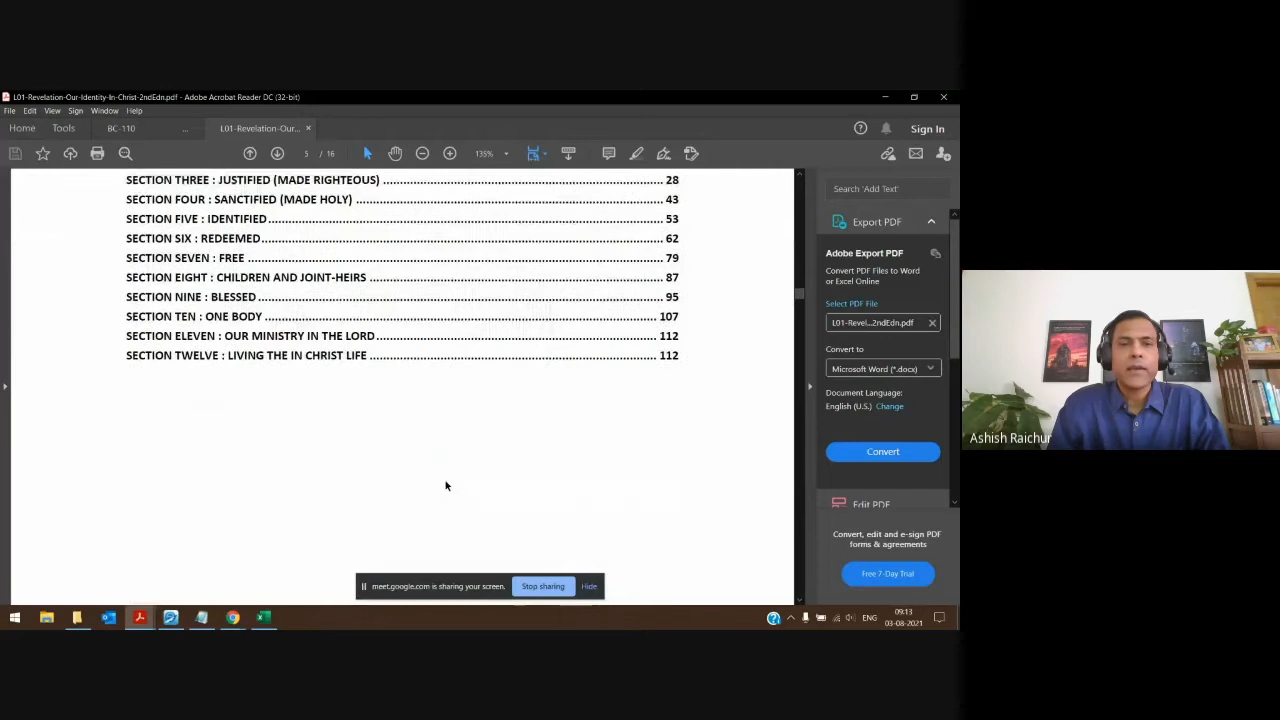 L01-Revelation-Our-Identity-In-Christ-2ndEdn.pdf - Adobe Acrobat Reader DC (32-bit)
File Edit View Sign Window Help
Home Tools BC-110 ... L01-Revelation-Our... × Sign In
5 / 16 135%
SECTION THREE : JUSTIFIED (MADE RIGHTEOUS) ........ 28
SECTION FOUR : SANCTIFIED (MADE HOLY) ........ 43
SECTION FIVE : IDENTIFIED ........ 53
SECTION SIX : REDEEMED ........ 62
SECTION SEVEN : FREE ........ 79
SECTION EIGHT : CHILDREN AND JOINT-HEIRS ........ 87
SECTION NINE : BLESSED ........ 95
SECTION TEN : ONE BODY ........ 107
SECTION ELEVEN : OUR MINISTRY IN THE LORD ........ 112
SECTION TWELVE : LIVING THE IN CHRIST LIFE ........ 112
Search 'Add Text'
Export PDF
Adobe Export PDF
Convert PDF Files to Word
or Excel Online
Select PDF File
L01-Revel...2ndEdn.pdf
Convert to
Microsoft Word (*.docx)
Document Language:
English (U.S.) Change
Convert
Edit PDF
Convert, edit and e-sign PDF
forms & agreements
Free 7-Day Trial
meet.google.com is sharing your screen. Stop sharing Hide
ENG
09:13
03-08-2021
Ashish Raichur